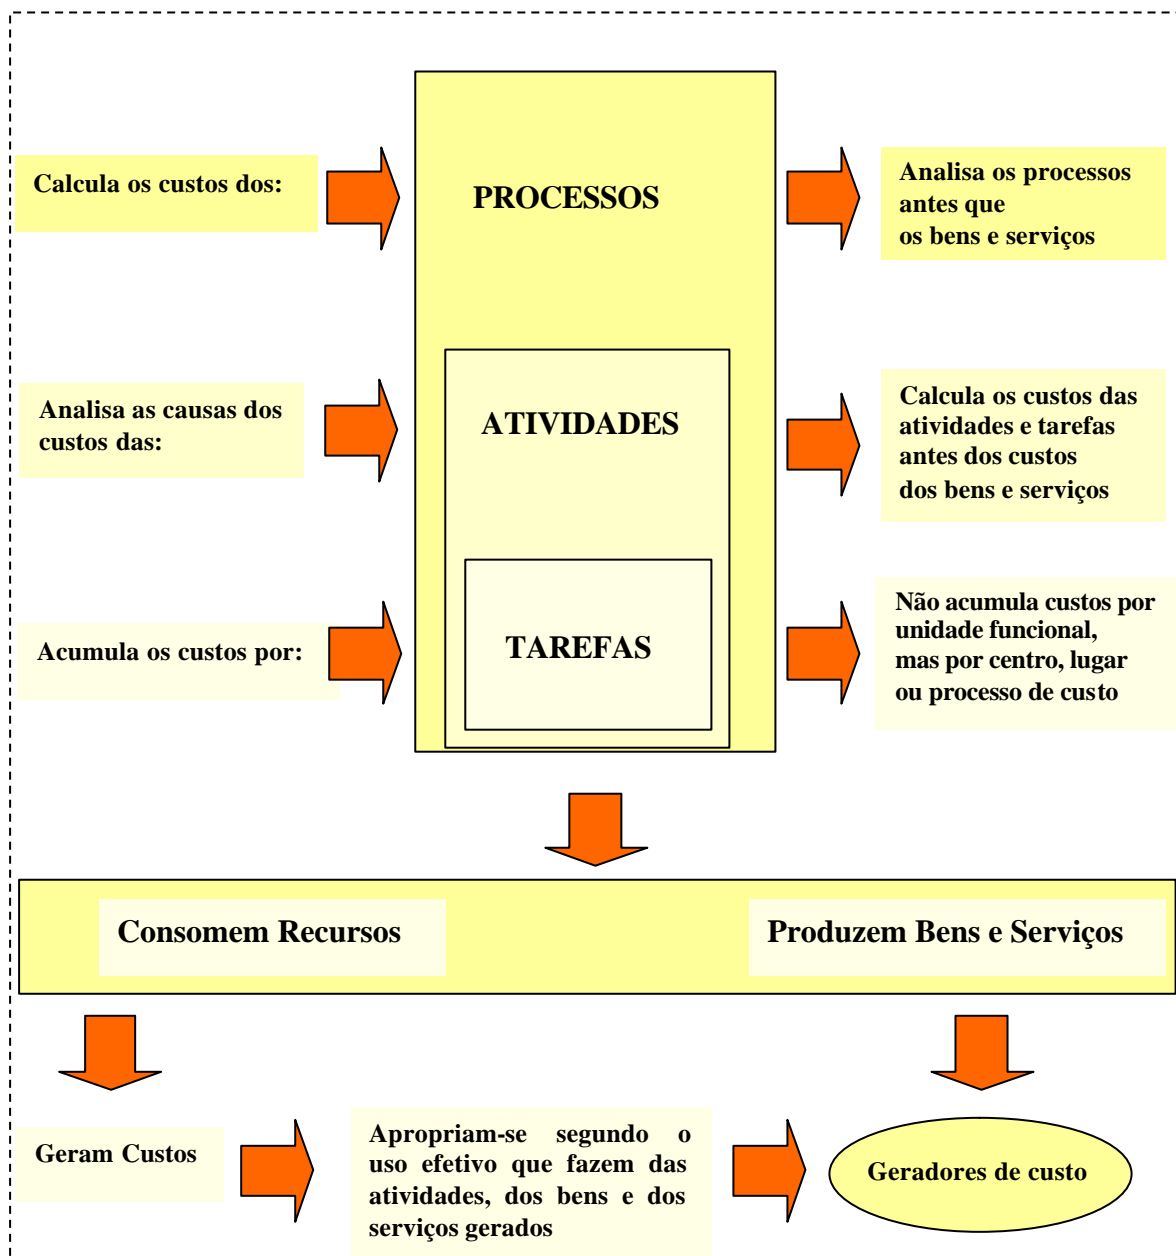 Calcula os custos dos:
PROCESSOS
Analisa os processos
antes que
os bens e serviços
Analisa as causas dos
custos das:
ATIVIDADES
Calcula os custos das
atividades e tarefas
antes dos custos
dos bens e serviços
Acumula os custos por:
TAREFAS
Não acumula custos por
unidade funcional,
mas por centro, lugar
ou processo de custo
Consomem Recursos
Produzem Bens e Serviços
Geram Custos
Apropriam-se segundo o
uso efetivo que fazem das
atividades, dos bens e dos
serviços gerados
Geradores de custo